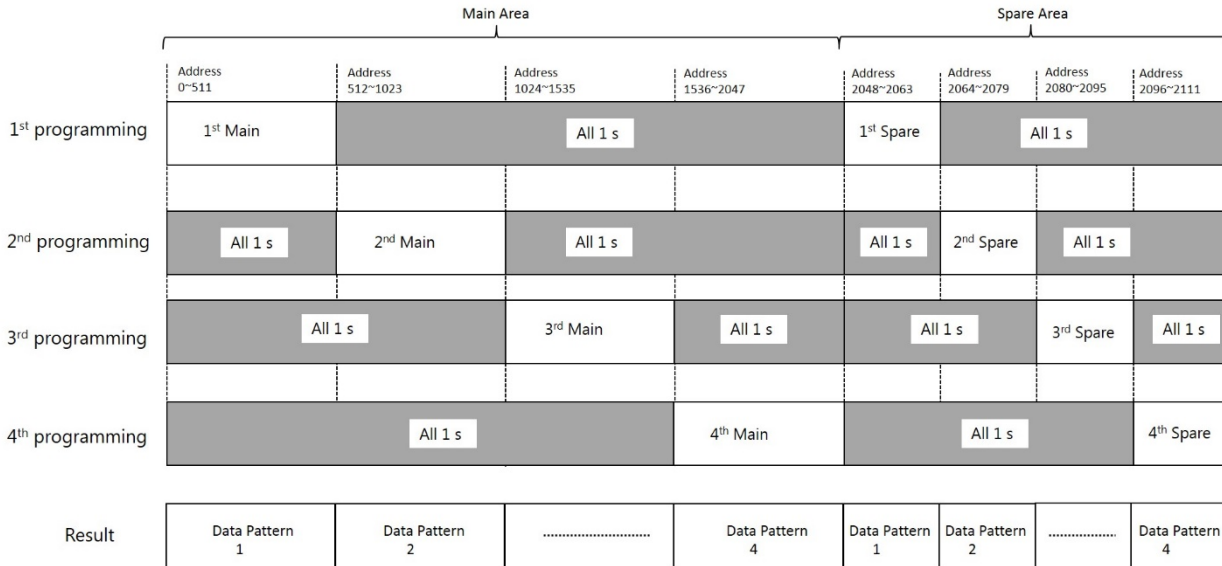 Main Area
Spare Area
Address
0~511
Address
512~1023
Address
1024~1535
Address
1536~2047
Address
2048~2063
Address
2064~2079
Address
2080~2095
Address
2096~2111
1st programming
1st Main
All 1 s
1st Spare
All 1 s
2nd programming
All 1 s
2nd Main
All 1 s
All 1 s
2nd Spare
All 1 s
3rd programming
All 1 s
3rd Main
All 1 s
All 1 s
3rd Spare
All 1 s
4th programming
All 1 s
4th Main
All 1 s
4th Spare
Result
Data Pattern
1
Data Pattern
2
......................
Data Pattern
4
Data Pattern
1
Data Pattern
2
................
Data Pattern
4